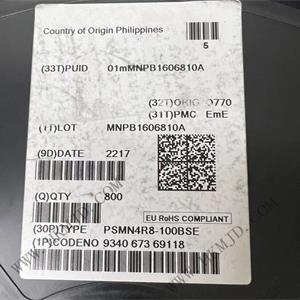 Country of Origin Philippines
5
(33T)PUID 01mMNPB1606810A
(32T)ORIG O770
(31T)PMC EmE
(1T)LOT MNPB1606810A
(9D)DATE 2217
(Q)QTY 800
EU RoHS COMPLIANT
(30P)TYPE PSMN4R8-100BSE
(1P)CODENO 9340 673 69118